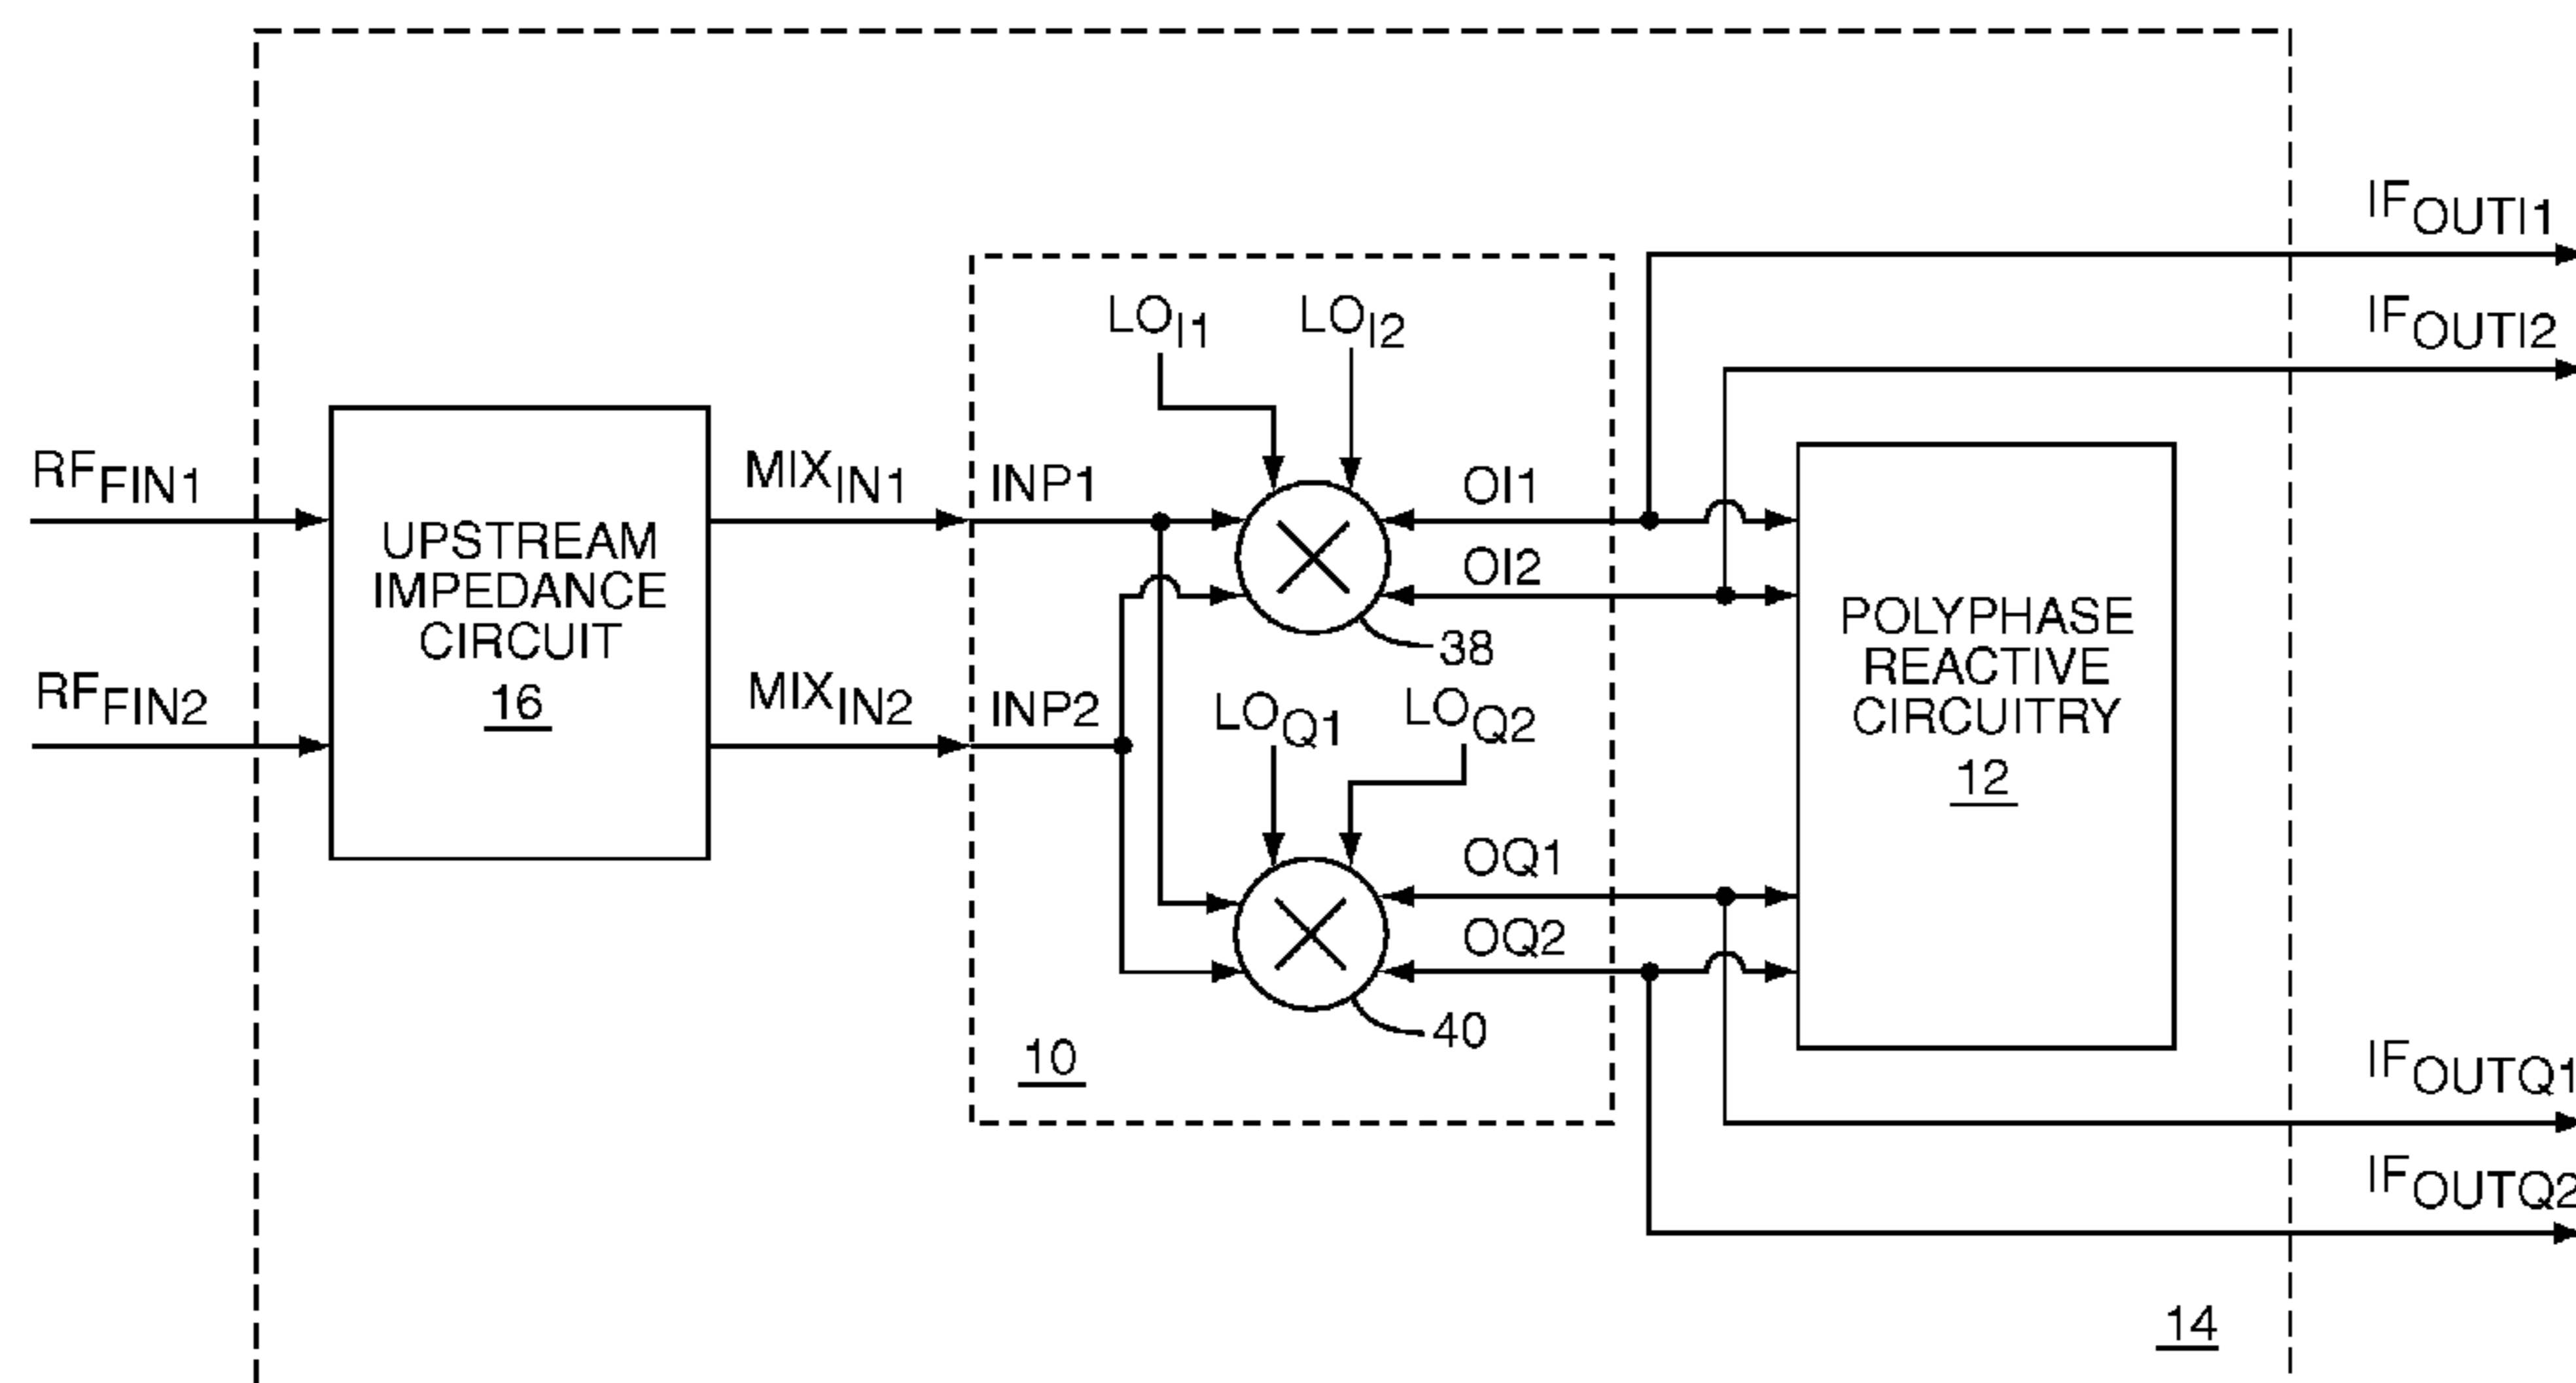 IFOUTI1
IFOUTI2
LOI1
LOI2
RFFIN1
MIXIN1
INP1
OI1
UPSTREAM
IMPEDANCE
CIRCUIT
16
OI2
38
POLYPHASE
REACTIVE
CIRCUITRY
12
RFFIN2
MIXIN2
INP2
LOQ1
LOQ2
OQ1
OQ2
40
10
IFOUTQ1
IFOUTQ2
14